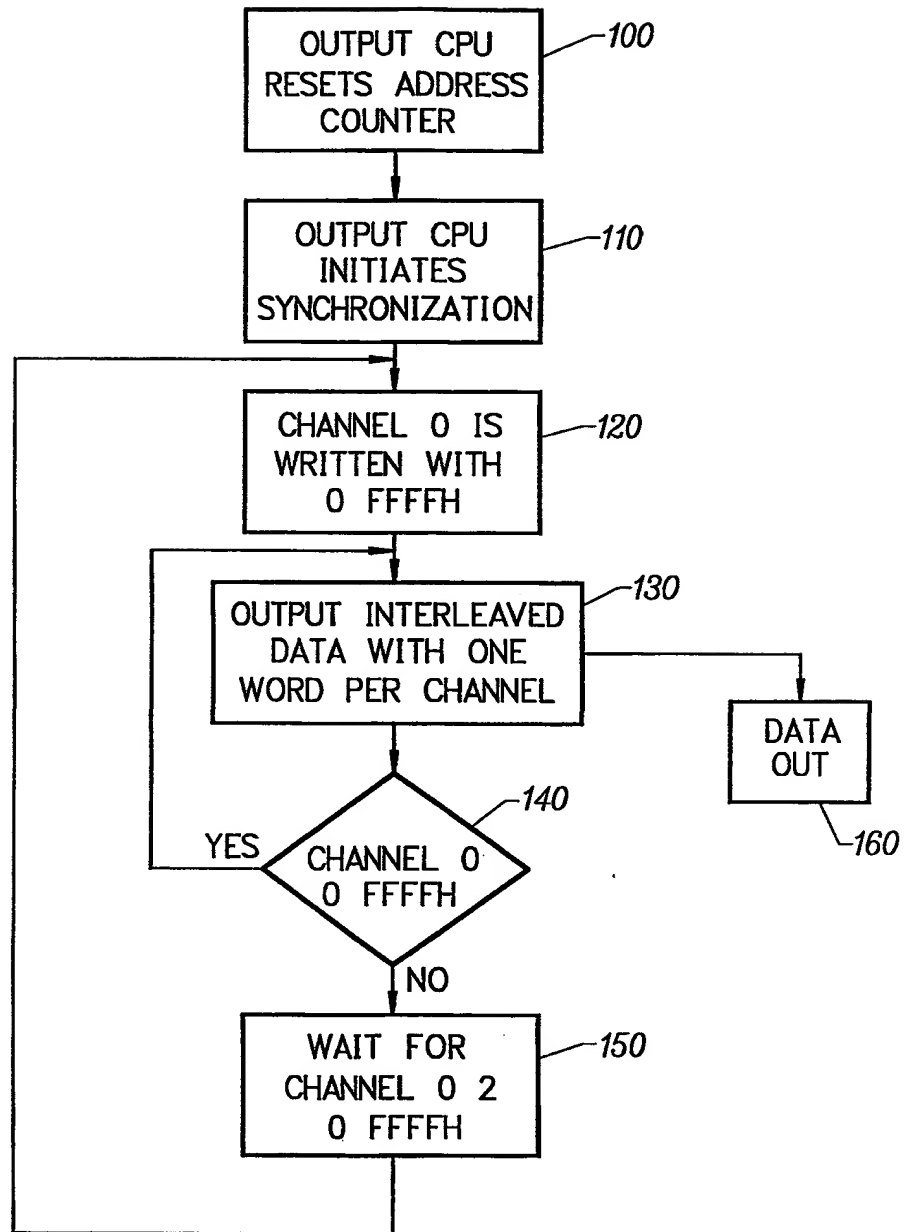 OUTPUT CPU
RESETS ADDRESS
COUNTER
100
OUTPUT CPU
INITIATES
SYNCHRONIZATION
110
CHANNEL 0 IS
WRITTEN WITH
0 FFFFH
120
OUTPUT INTERLEAVED
DATA WITH ONE
WORD PER CHANNEL
130
DATA
OUT
160
140
YES
CHANNEL 0
0 FFFFH
NO
WAIT FOR
CHANNEL 0 2
0 FFFFH
150